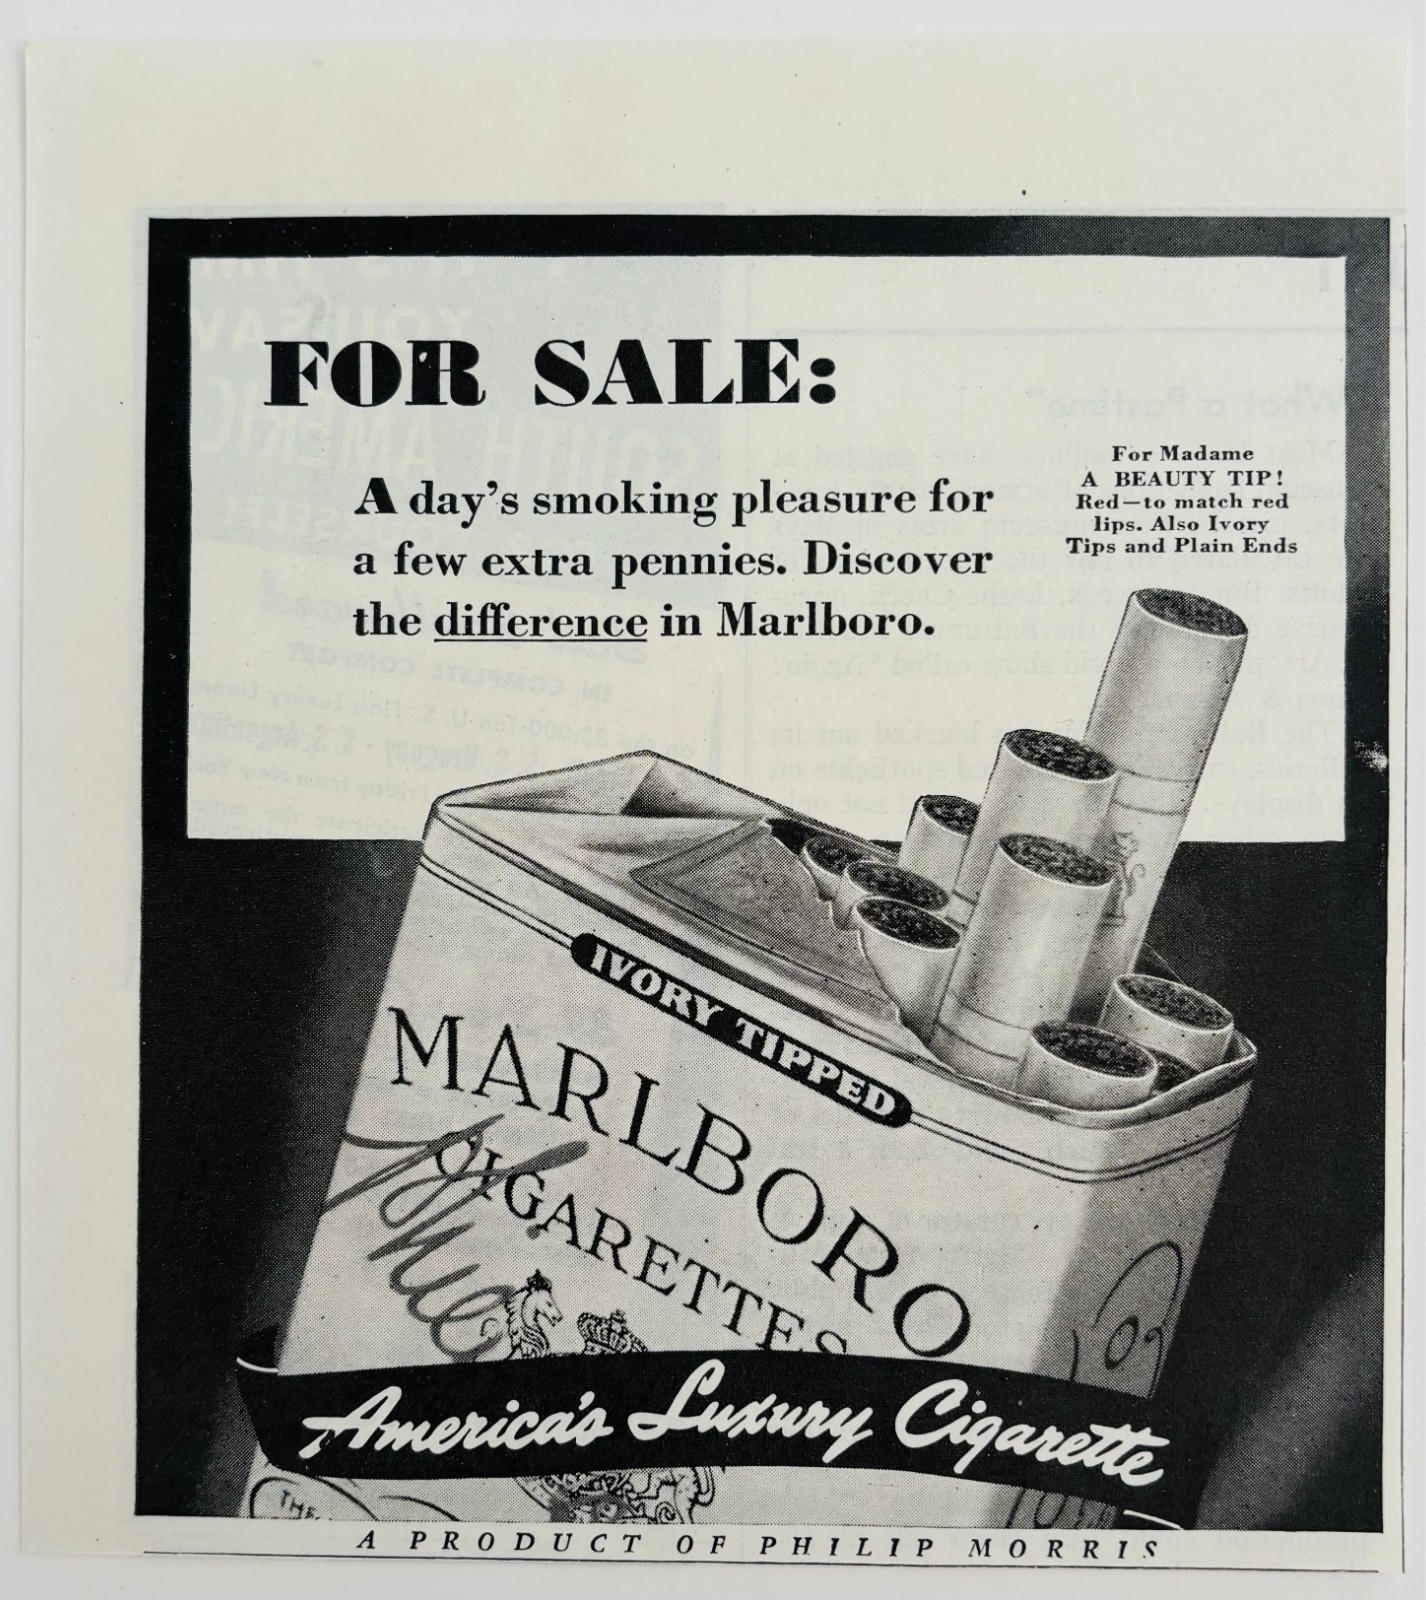 FOR SALE:
A day's smoking pleasure for
a few extra pennies. Discover
the difference in Marlboro.
For Madame
A BEAUTY TIP!
Red—to match red
lips. Also Ivory
Tips and Plain Ends
IVORY TIPPED
MARLBORO
CIGARETTES
America's Luxury Cigarette
THE
A PRODUCT OF PHILIP MORRIS